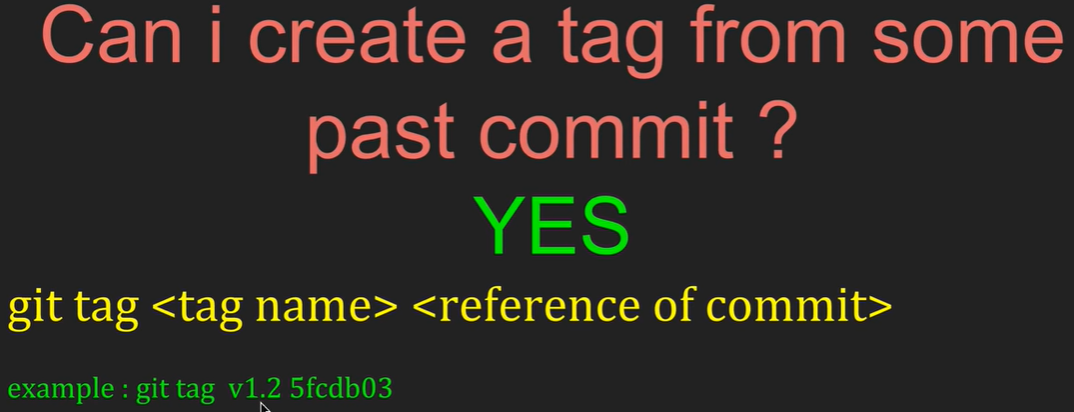 Can i create a tag from some
past commit ?
YES
git tag <tag name> <reference of commit>
example : git tag  v1.2 5fcdb03